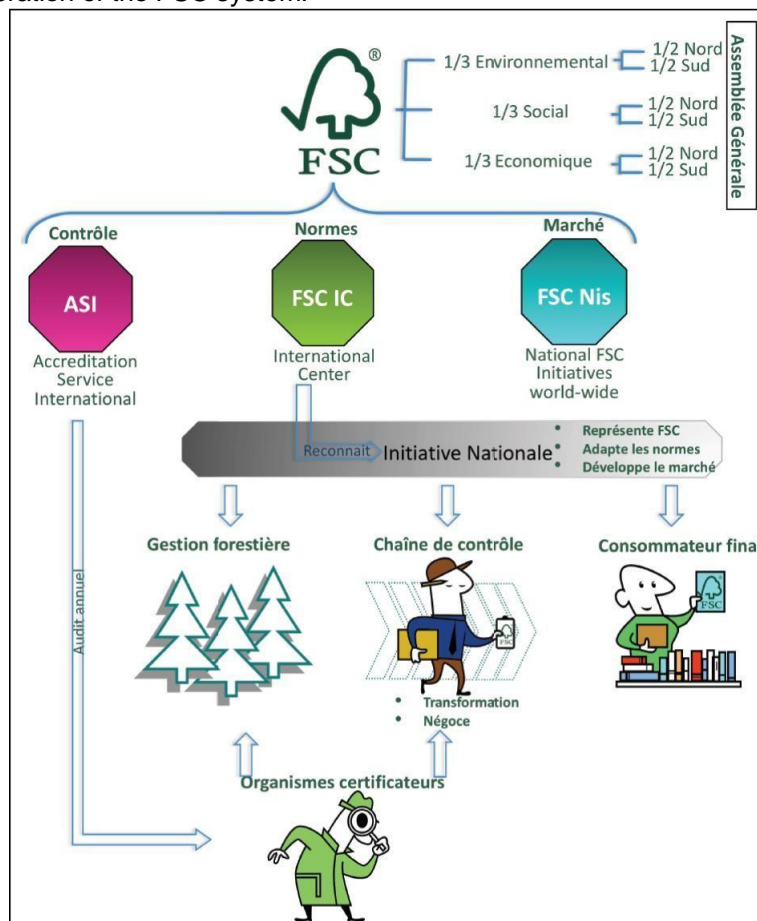 eration of the FSC system.
®
FSC
1/3 Environnemental
1/2 Nord
1/2 Sud
1/3 Social
1/2 Nord
1/2 Sud
1/3 Economique
1/2 Nord
1/2 Sud
Assemblée Générale
Contrôle
Normes
Marché
ASI
FSC IC
FSC Nis
Accreditation
Service
International
International
Center
National FSC
Initiatives
world-wide
Reconnait
Initiative Nationale
• Représente FSC
• Adapte les normes
• Développe le marché
Gestion forestière
Chaîne de contrôle
Consommateur fina
FSC
FSC
• Transformation
• Négoce
Audit annuel
Organismes certificateurs